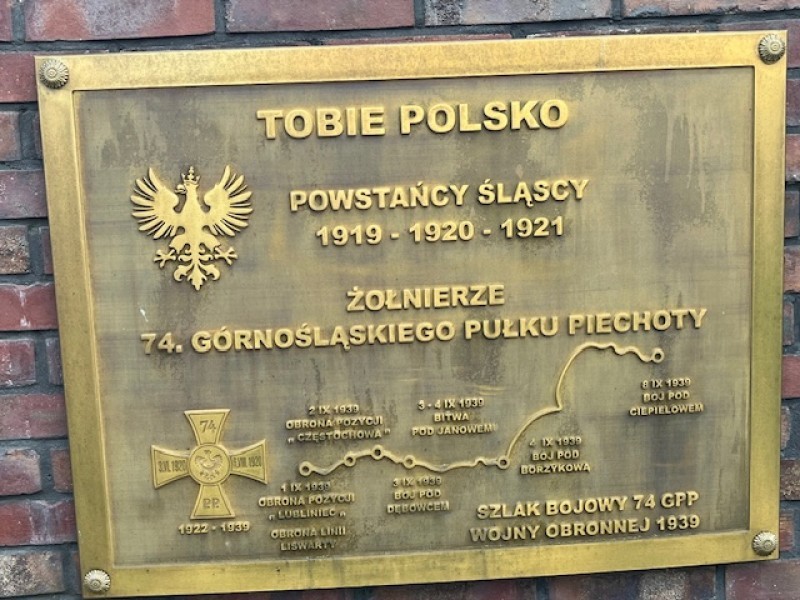 TOBIE POLSKO
POWSTAŃCY ŚLĄSCY
1919 - 1920 - 1921
ŻOŁNIERZE
74. GÓRNOŚLĄSKIEGO PUŁKU PIECHOTY
2 IX 1939
OBRONA POZYCJI
„CZĘSTOCHOWA"
3 - 4 IX 1939
BITWA
POD JANOWEM
8 IX 1939
BÓJ POD
CIEPIELOWEM
4 IX 1939
BÓJ POD
BORZYKOWĄ
1 IX 1939
OBRONA POZYCJI
„LUBLINIEC"
OBRONA LINII
LISWARTY
3 IX 1939
BÓJ POD
DĘBOWCEM
74
PP
1922 - 1939
SZLAK BOJOWY 74 GPP
WOJNY OBRONNEJ 1939